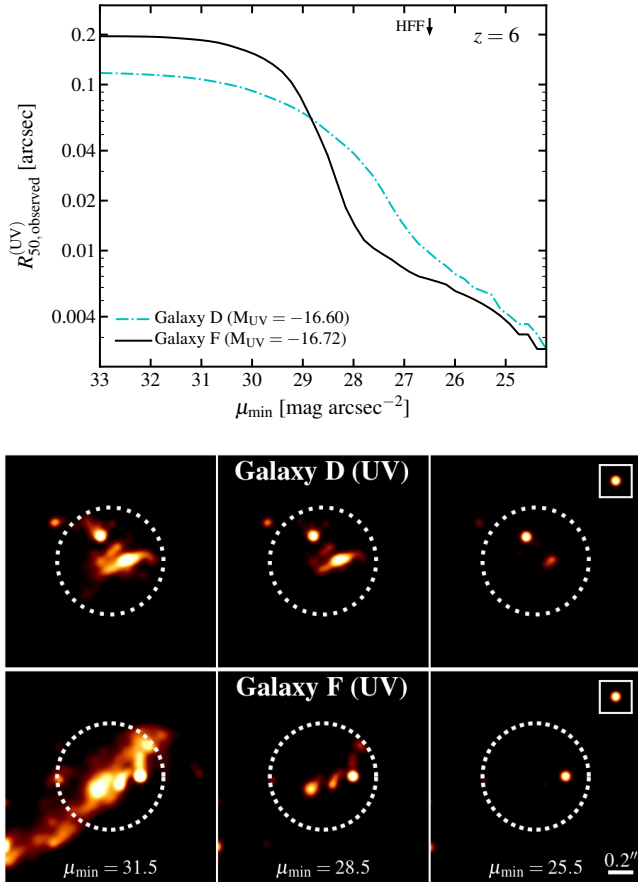 HFF
z = 6
0.2
0.1
0.04
0.02
0.01
0.004
R_{50,observed}^{(UV)} [arcsec]
Galaxy D (M_UV = −16.60)
Galaxy F (M_UV = −16.72)
33 32 31 30 29 28 27 26 25
μ_min [mag arcsec^{−2}]
Galaxy D (UV)
Galaxy F (UV)
μ_min = 31.5
μ_min = 28.5
μ_min = 25.5
0.2″